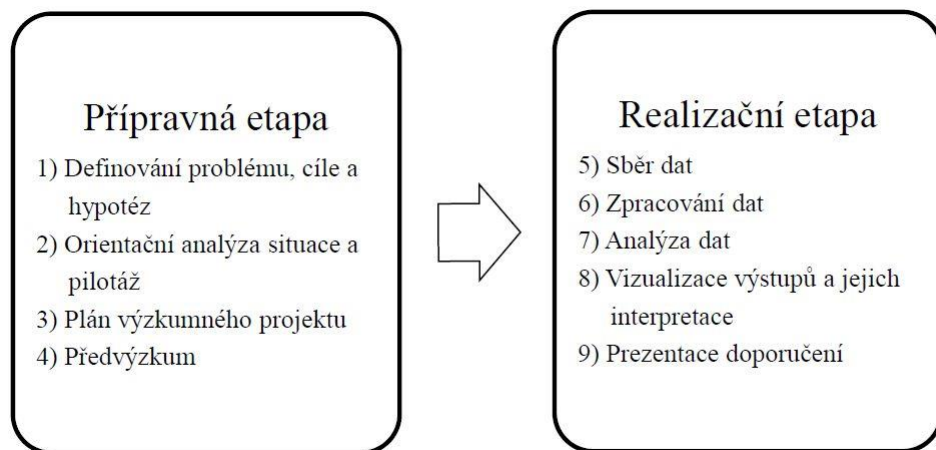 Přípravná etapa
1) Definování problému, cíle a
hypotéz
2) Orientační analýza situace a
pilotáž
3) Plán výzkumného projektu
4) Předvýzkum
Realizační etapa
5) Sběr dat
6) Zpracování dat
7) Analýza dat
8) Vizualizace výstupů a jejich
interpretace
9) Prezentace doporučení